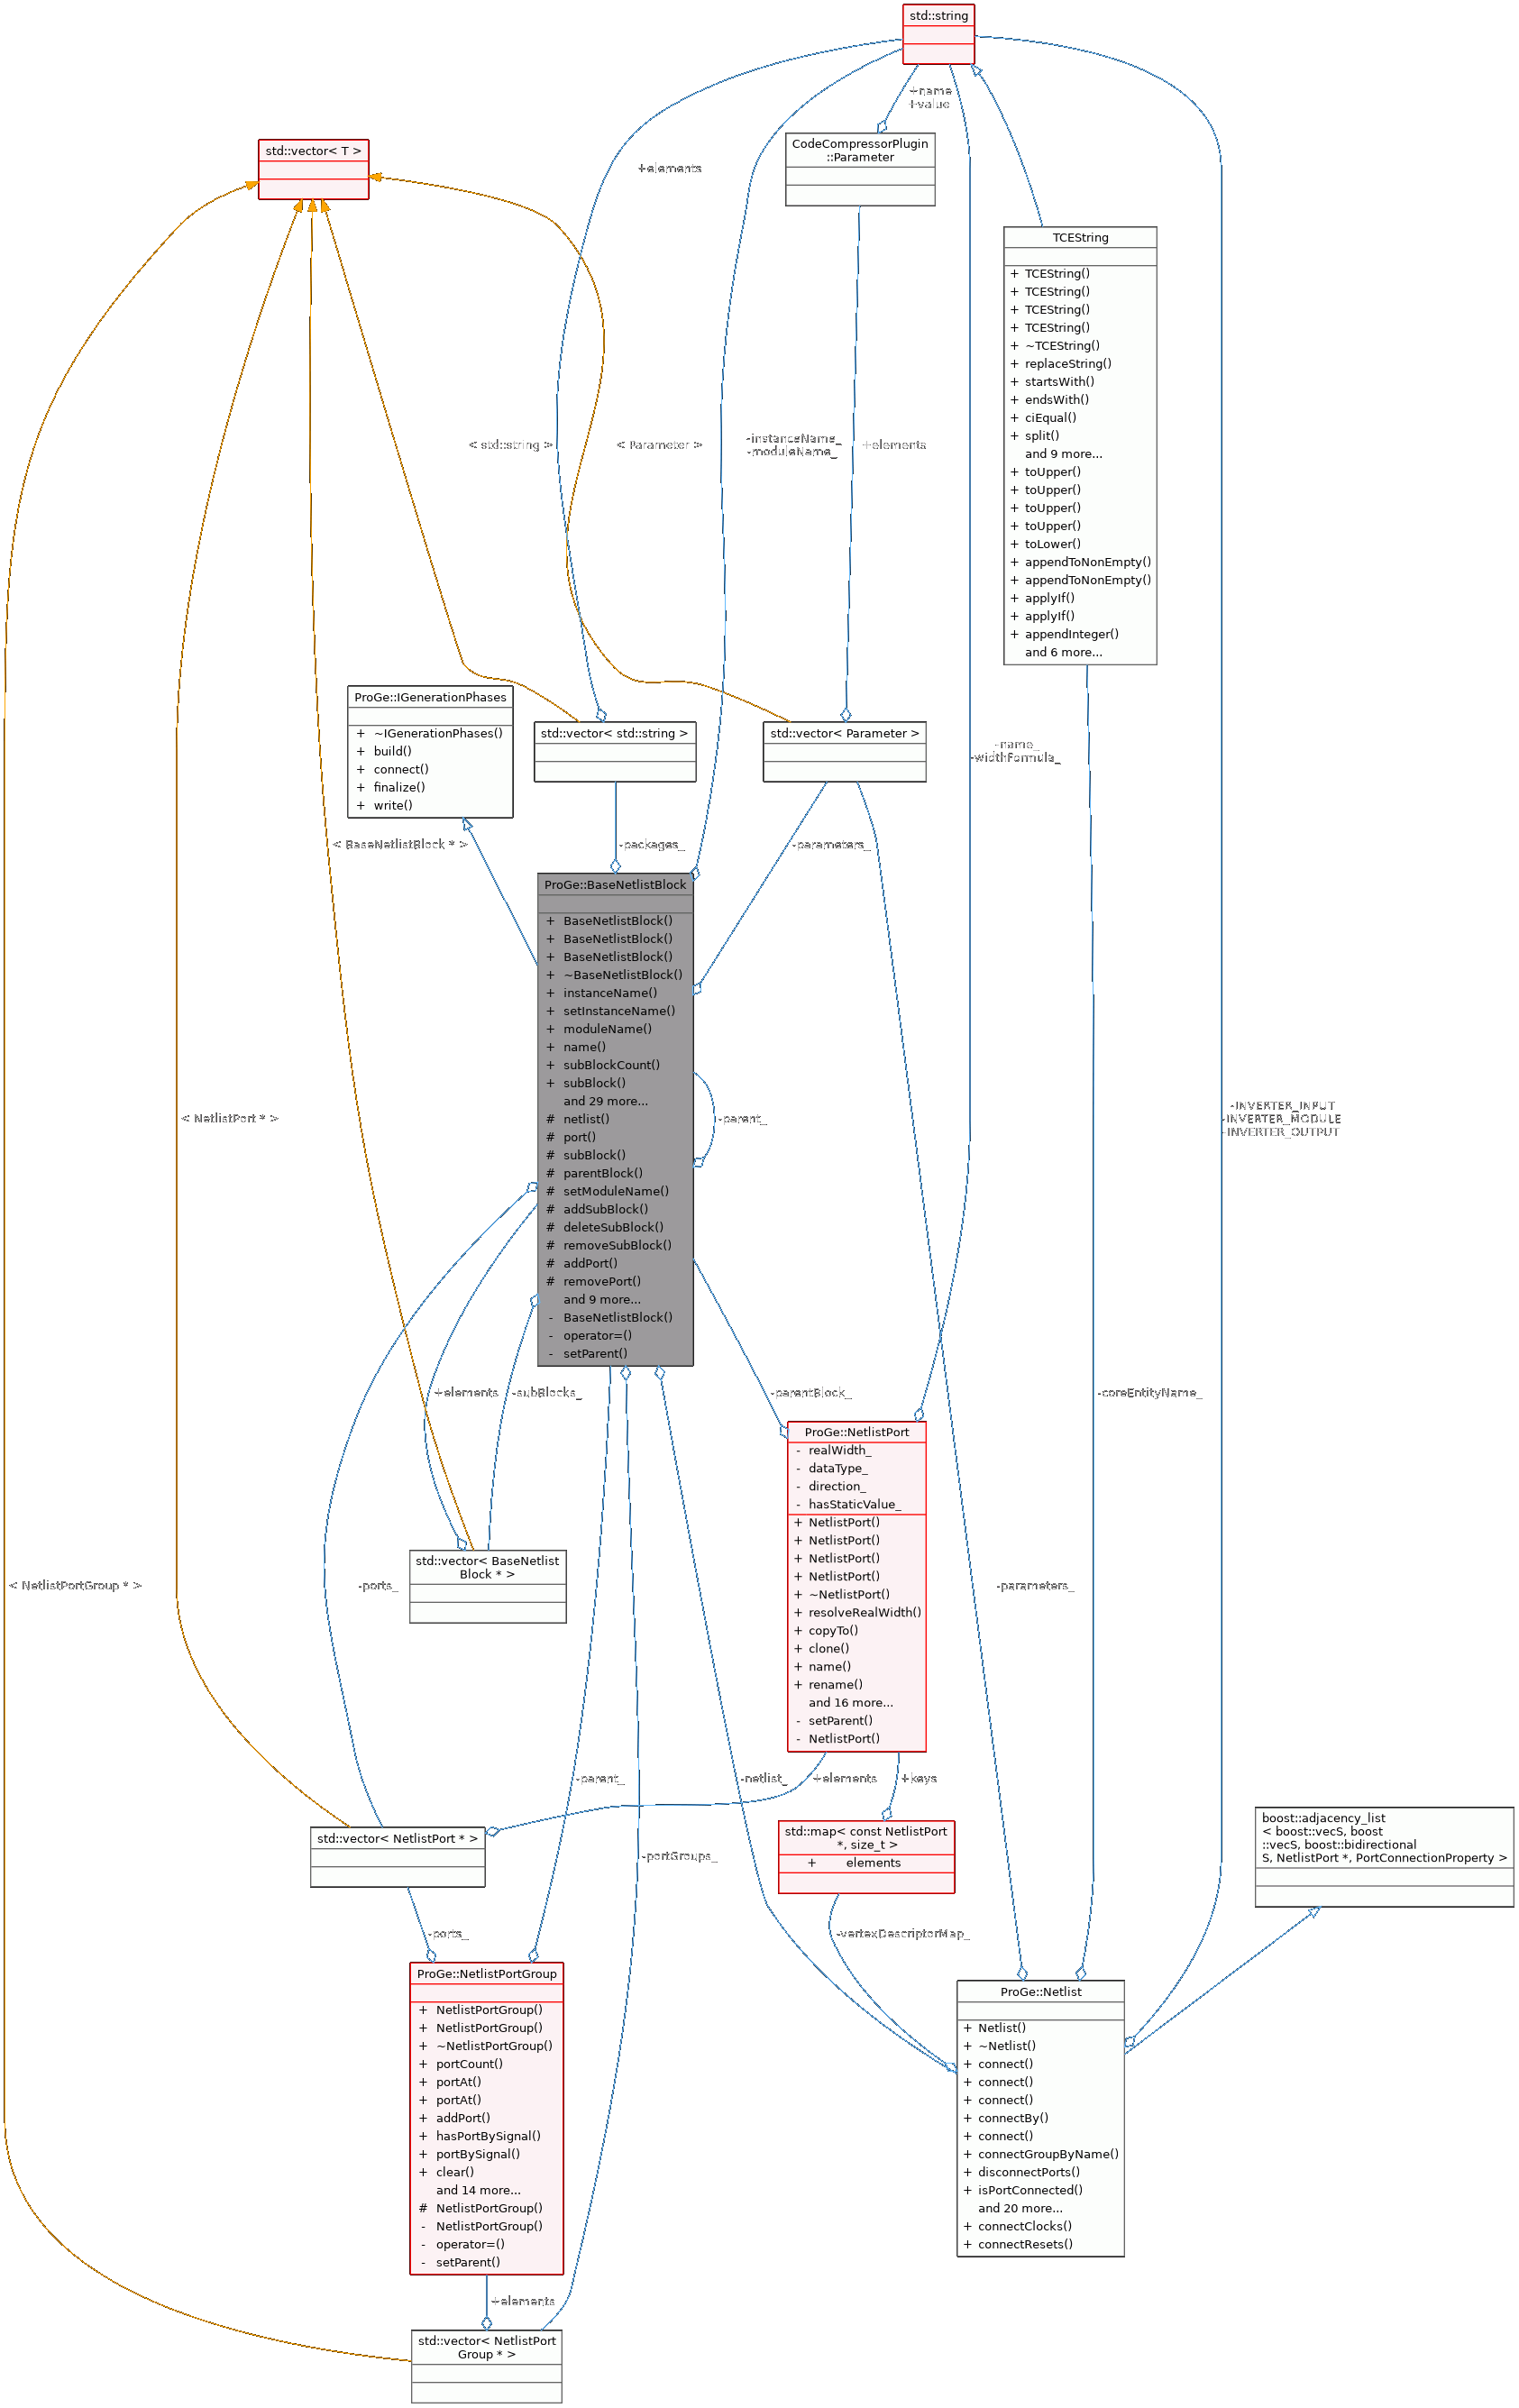 std::string
+name
+value
std::vector< T >
CodeCompressorPlugin
::Parameter
+elements
TCEString
+ TCEString()
+ TCEString()
+ TCEString()
+ TCEString()
+ ~TCEString()
+ replaceString()
+ startsWith()
+ endsWith()
+ ciEqual()
+ split()
and 9 more...
+ toUpper()
+ toUpper()
+ toUpper()
+ toUpper()
+ toLower()
+ appendToNonEmpty()
+ appendToNonEmpty()
+ applyIf()
+ applyIf()
+ appendInteger()
and 6 more...
< std::string >
< Parameter >
-instanceName_
-moduleName_
+elements
ProGe::IGenerationPhases
+ ~IGenerationPhases()
+ build()
+ connect()
+ finalize()
+ write()
std::vector< std::string >
std::vector< Parameter >
-name_
-widthFormula_
< BaseNetlistBlock * >
-packages_
-parameters_
ProGe::BaseNetlistBlock
+ BaseNetlistBlock()
+ BaseNetlistBlock()
+ BaseNetlistBlock()
+ ~BaseNetlistBlock()
+ instanceName()
+ setInstanceName()
+ moduleName()
+ name()
+ subBlockCount()
+ subBlock()
and 29 more...
# netlist()
# port()
# subBlock()
# parentBlock()
# setModuleName()
# addSubBlock()
# deleteSubBlock()
# removeSubBlock()
# addPort()
# removePort()
and 9 more...
- BaseNetlistBlock()
- operator=()
- setParent()
< NetlistPort * >
-parent_
-INVERTER_INPUT
-INVERTER_MODULE
-INVERTER_OUTPUT
+elements
-subBlocks_
-parentBlock_
-coreEntityName_
ProGe::NetlistPort
- realWidth_
- dataType_
- direction_
- hasStaticValue_
+ NetlistPort()
+ NetlistPort()
+ NetlistPort()
+ NetlistPort()
+ ~NetlistPort()
+ resolveRealWidth()
+ copyTo()
+ clone()
+ name()
+ rename()
and 16 more...
- setParent()
- NetlistPort()
std::vector< BaseNetlist
Block * >
< NetlistPortGroup * >
-ports_
-parameters_
-parent_
-netlist_
+elements
+keys
std::vector< NetlistPort * >
-portGroups_
std::map< const NetlistPort
*, size_t >
+ elements
boost::adjacency_list
< boost::vecS, boost
::vecS, boost::bidirectional
S, NetlistPort *, PortConnectionProperty >
-ports_
-vertexDescriptorMap_
ProGe::NetlistPortGroup
+ NetlistPortGroup()
+ NetlistPortGroup()
+ ~NetlistPortGroup()
+ portCount()
+ portAt()
+ portAt()
+ addPort()
+ hasPortBySignal()
+ portBySignal()
+ clear()
and 14 more...
# NetlistPortGroup()
- NetlistPortGroup()
- operator=()
- setParent()
ProGe::Netlist
+ Netlist()
+ ~Netlist()
+ connect()
+ connect()
+ connect()
+ connectBy()
+ connect()
+ connectGroupByName()
+ disconnectPorts()
+ isPortConnected()
and 20 more...
+ connectClocks()
+ connectResets()
+elements
std::vector< NetlistPort
Group * >